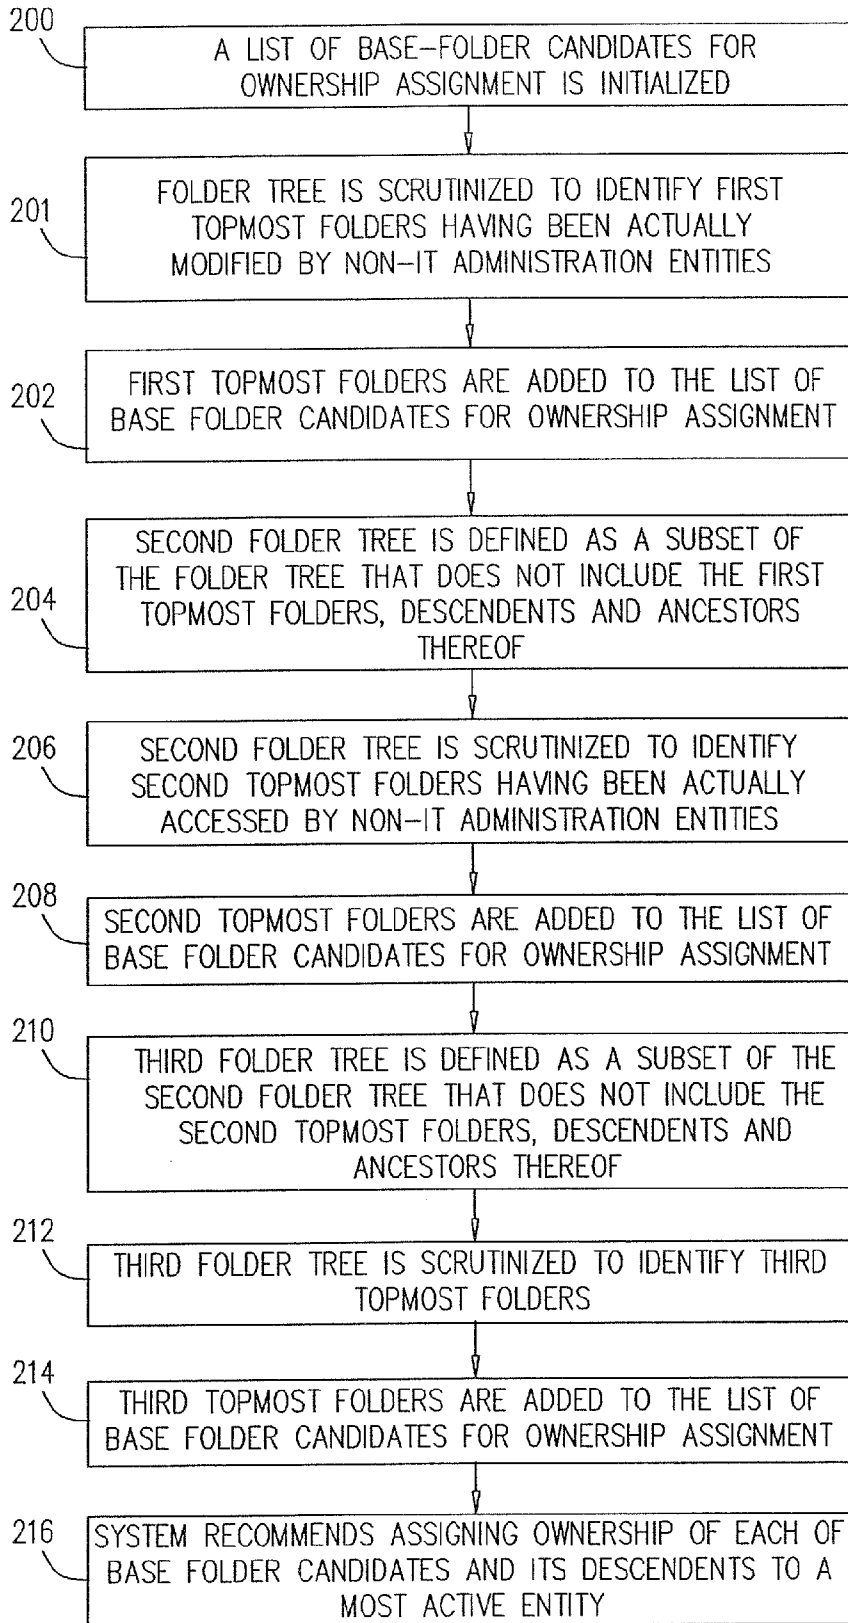 200
A LIST OF BASE-FOLDER CANDIDATES FOR
OWNERSHIP ASSIGNMENT IS INITIALIZED
201
FOLDER TREE IS SCRUTINIZED TO IDENTIFY FIRST
TOPMOST FOLDERS HAVING BEEN ACTUALLY
MODIFIED BY NON-IT ADMINISTRATION ENTITIES
202
FIRST TOPMOST FOLDERS ARE ADDED TO THE LIST OF
BASE FOLDER CANDIDATES FOR OWNERSHIP ASSIGNMENT
204
SECOND FOLDER TREE IS DEFINED AS A SUBSET OF
THE FOLDER TREE THAT DOES NOT INCLUDE THE FIRST
TOPMOST FOLDERS, DESCENDENTS AND ANCESTORS
THEREOF
206
SECOND FOLDER TREE IS SCRUTINIZED TO IDENTIFY
SECOND TOPMOST FOLDERS HAVING BEEN ACTUALLY
ACCESSED BY NON-IT ADMINISTRATION ENTITIES
208
SECOND TOPMOST FOLDERS ARE ADDED TO THE LIST OF
BASE FOLDER CANDIDATES FOR OWNERSHIP ASSIGNMENT
210
THIRD FOLDER TREE IS DEFINED AS A SUBSET OF THE
SECOND FOLDER TREE THAT DOES NOT INCLUDE THE
SECOND TOPMOST FOLDERS, DESCENDENTS AND
ANCESTORS THEREOF
212
THIRD FOLDER TREE IS SCRUTINIZED TO IDENTIFY THIRD
TOPMOST FOLDERS
214
THIRD TOPMOST FOLDERS ARE ADDED TO THE LIST OF
BASE FOLDER CANDIDATES FOR OWNERSHIP ASSIGNMENT
216
SYSTEM RECOMMENDS ASSIGNING OWNERSHIP OF EACH OF
BASE FOLDER CANDIDATES AND ITS DESCENDENTS TO A
MOST ACTIVE ENTITY